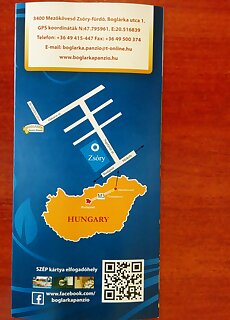 3400 Mezőkövesd Zsóry-fürdő, Boglárka utca 1.
GPS koordináták N:47.795961, E:20.516839
Telefon: +36 49 415-447 Fax: +36 49 500 374
E-mail: boglarka.panzio@t-online.hu
www.boglarkapanzio.hu
Zsóry
M3
Budapest
HUNGARY
SZÉP kártya elfogadóhely
www.facebook.com/
boglarkapanzio